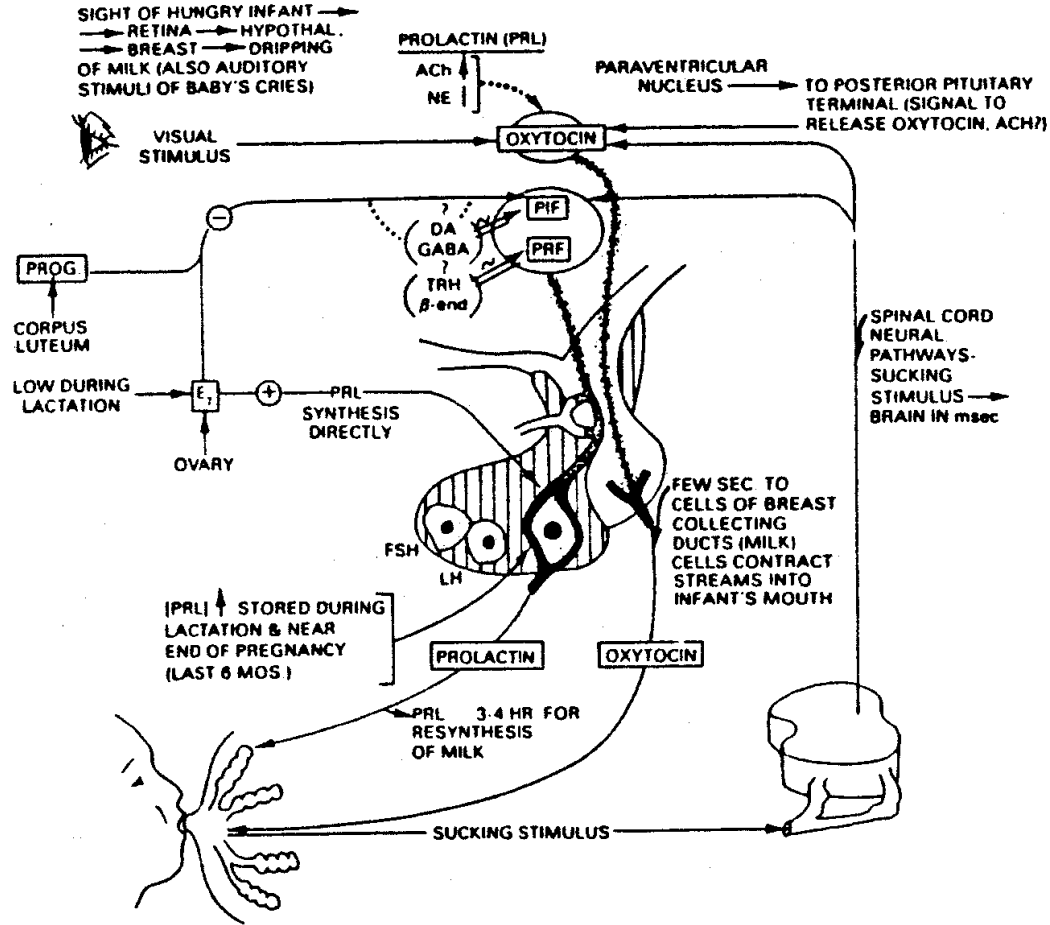 SIGHT OF HUNGRY INFANT
RETINA HYPOTHAL.
BREAST DRIPPING
OF MILK (ALSO AUDITORY
STIMULI OF BABY'S CRIES)
PROLACTIN (PRL)
ACh
NE
PARAVENTRICULAR
NUCLEUS
TO POSTERIOR PITUITARY
TERMINAL (SIGNAL TO
RELEASE OXYTOCIN, ACH?)
OXYTOCIN
VISUAL
STIMULUS
PIF
?
DA
GABA
PRF
?
TRH
β-end
PROG.
CORPUS
LUTEUM
LOW DURING
LACTATION
OVARY
PRL
SYNTHESIS
DIRECTLY
SPINAL CORD
NEURAL
PATHWAYS-
SUCKING
STIMULUS
BRAIN IN msec
FEW SEC TO
CELLS OF BREAST
COLLECTING
DUCTS (MILK)
CELLS CONTRACT
STREAMS INTO
INFANT'S MOUTH
FSH
LH
[PRL] STORED DURING
LACTATION & NEAR
END OF PREGNANCY
(LAST 6 MOS.)
PROLACTIN
OXYTOCIN
PRL 3-4 HR FOR
RESYNTHESIS
OF MILK
SUCKING STIMULUS